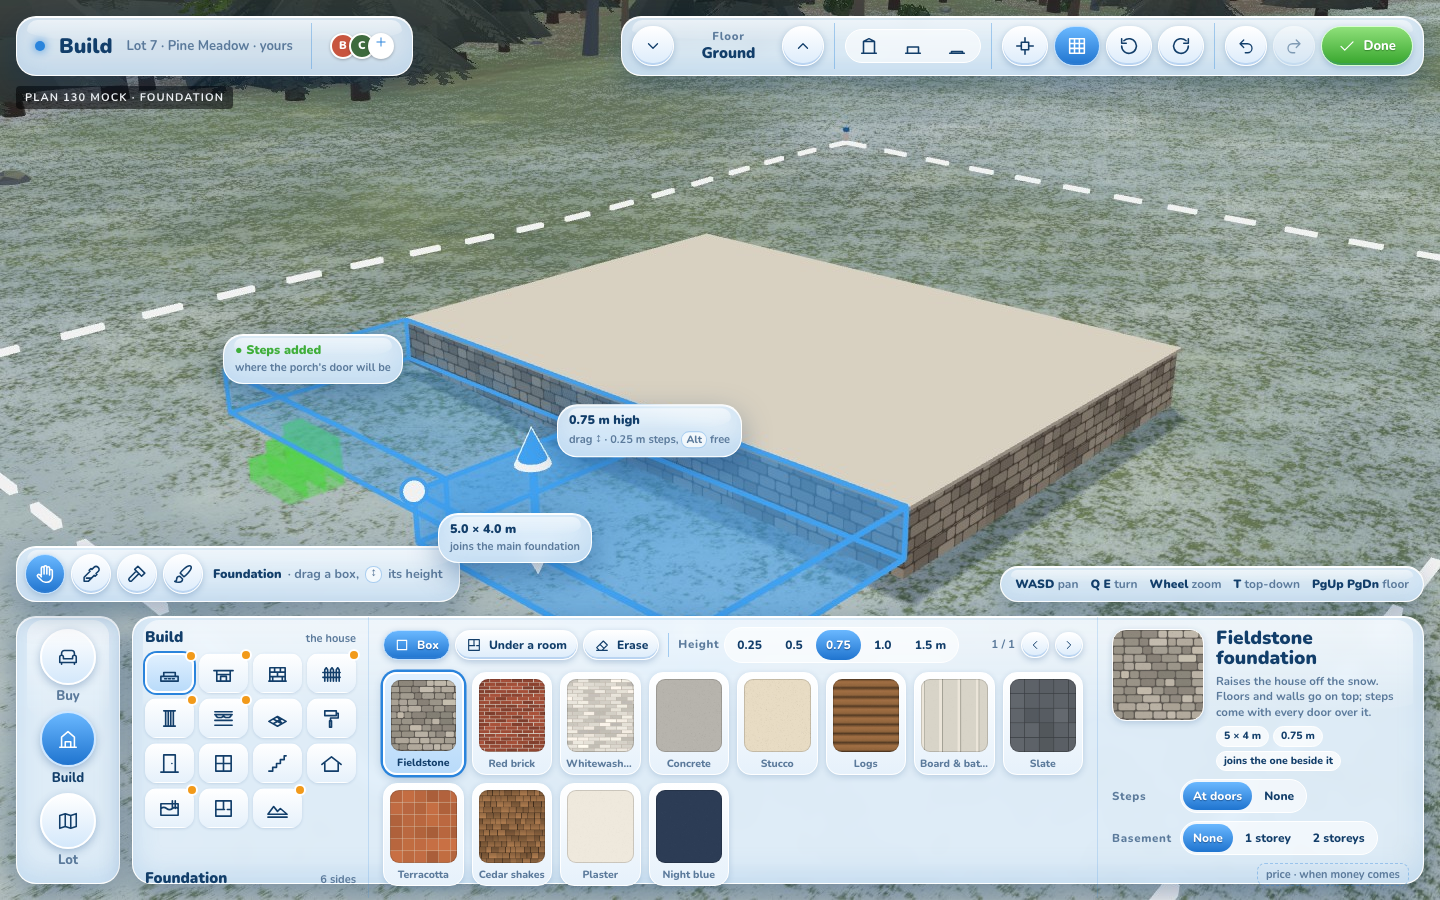 Build
Lot 7 · Pine Meadow · yours
B C +
Floor
Ground
Done
PLAN 130 MOCK · FOUNDATION
• Steps added
where the porch's door will be
0.75 m high
drag ↕ · 0.25 m steps, Alt free
5.0 × 4.0 m
joins the main foundation
Foundation · drag a box, ↕ its height
WASD pan Q E turn Wheel zoom T top-down PgUp PgDn floor
Buy
Build
Lot
Build
the house
Foundation
6 sides
Box
Under a room
Erase
Height
0.25
0.5
0.75
1.0
1.5 m
1 / 1
Fieldstone
Red brick
Whitewash...
Concrete
Stucco
Logs
Board & bat...
Slate
Terracotta
Cedar shakes
Plaster
Night blue
Fieldstone
foundation
Raises the house off the snow.
Floors and walls go on top; steps
come with every door over it.
5 × 4 m
0.75 m
joins the one beside it
Steps
At doors
None
Basement
None
1 storey
2 storeys
price · when money comes